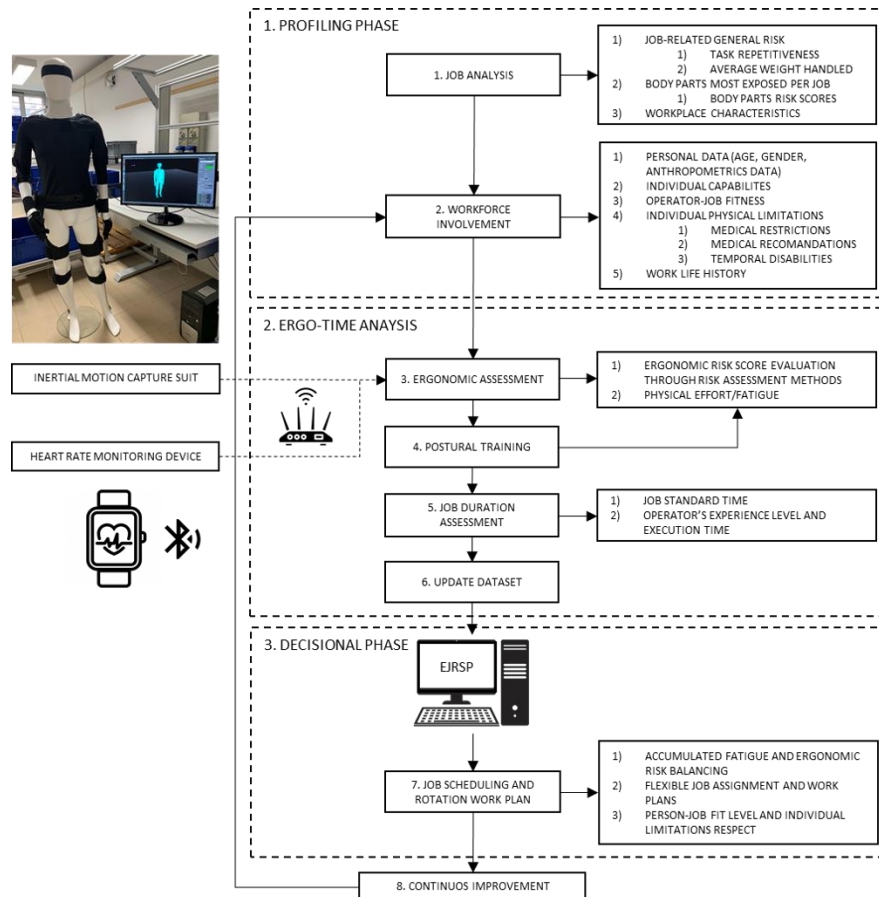 1. PROFILING PHASE
1. JOB ANALYSIS
1) JOB-RELATED GENERAL RISK
1) TASK REPETITIVENESS
2) AVERAGE WEIGHT HANDLED
2) BODY PARTS MOST EXPOSED PER JOB
1) BODY PARTS RISK SCORES
3) WORKPLACE CHARACTERISTICS
2. WORKFORCE
INVOLVEMENT
1) PERSONAL DATA (AGE, GENDER,
ANTHROPOMETRICS DATA)
2) INDIVIDUAL CAPABILITES
3) OPERATOR-JOB FITNESS
4) INDIVIDUAL PHYSICAL LIMITATIONS
1) MEDICAL RESTRICTIONS
2) MEDICAL RECOMANDATIONS
3) TEMPORAL DISABILITIES
5) WORK LIFE HISTORY
2. ERGO-TIME ANAYSIS
INERTIAL MOTION CAPTURE SUIT
3. ERGONOMIC ASSESSMENT
1) ERGONOMIC RISK SCORE EVALUATION
THROUGH RISK ASSESSMENT METHODS
2) PHYSICAL EFFORT/FATIGUE
HEART RATE MONITORING DEVICE
4. POSTURAL TRAINING
5. JOB DURATION
ASSESSMENT
1) JOB STANDARD TIME
2) OPERATOR'S EXPERIENCE LEVEL AND
EXECUTION TIME
6. UPDATE DATASET
3. DECISIONAL PHASE
EJRSP
7. JOB SCHEDULING AND
ROTATION WORK PLAN
1) ACCUMULATED FATIGUE AND ERGONOMIC
RISK BALANCING
2) FLEXIBLE JOB ASSIGNMENT AND WORK
PLANS
3) PERSON-JOB FIT LEVEL AND INDIVIDUAL
LIMITATIONS RESPECT
8. CONTINUOS IMPROVEMENT